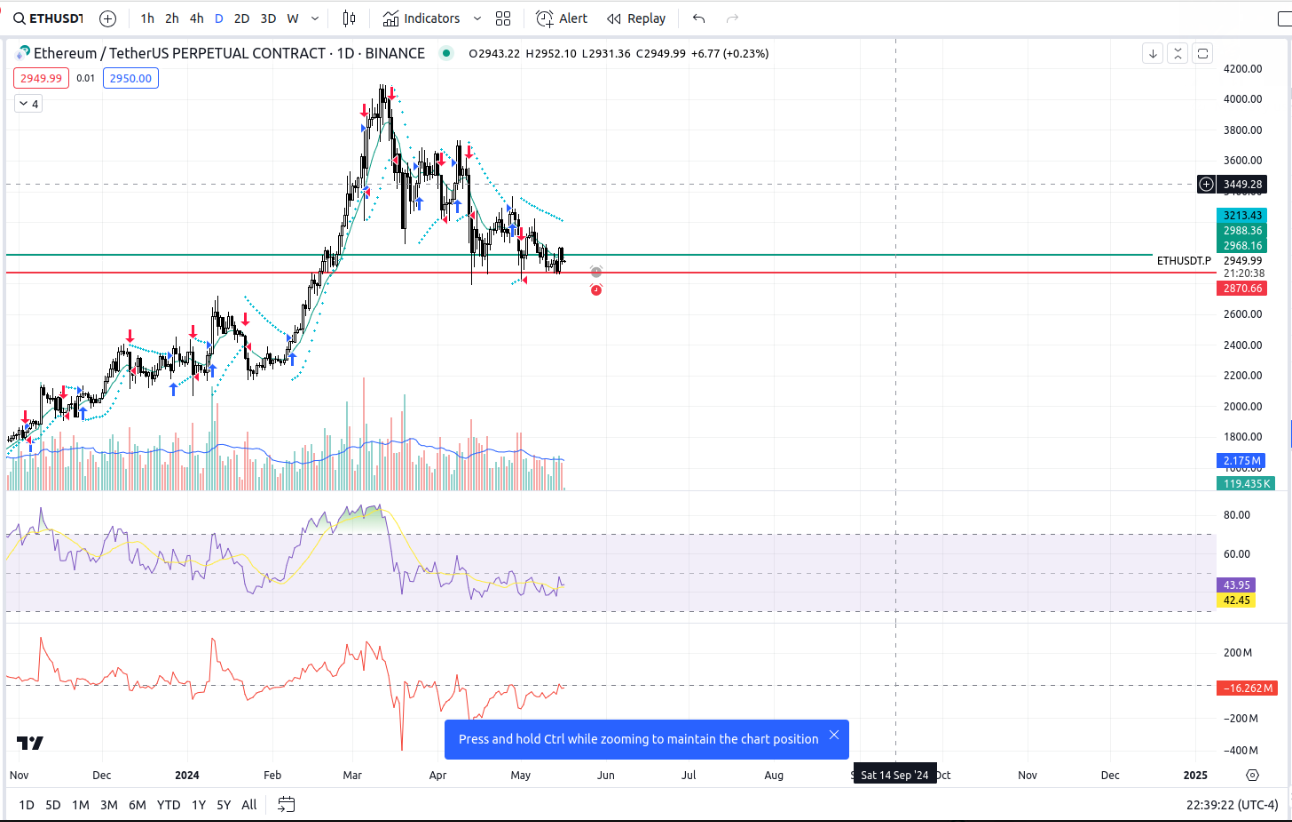 ETHUSDT 1h 2h 4h D 2D 3D W Indicators Alert Replay
Ethereum / TetherUS PERPETUAL CONTRACT · 1D · BINANCE O2943.22 H2952.10 L2931.36 C2949.99 +6.77 (+0.23%)
2949.99 0.01 2950.00
4
4200.00
4000.00
3800.00
3600.00
3449.28
3213.43
2988.36
2968.16
ETHUSDT.P 2949.99
21:20:38
2870.66
2600.00
2400.00
2200.00
2000.00
1800.00
2.175M
119.435K
80.00
60.00
43.95
42.45
200M
−16.262M
−200M
−400M
Press and hold Ctrl while zooming to maintain the chart position
Nov Dec 2024 Feb Mar Apr May Jun Jul Aug Sat 14 Sep '24 Oct Nov Dec 2025
1D 5D 1M 3M 6M YTD 1Y 5Y All 22:39:22 (UTC-4)